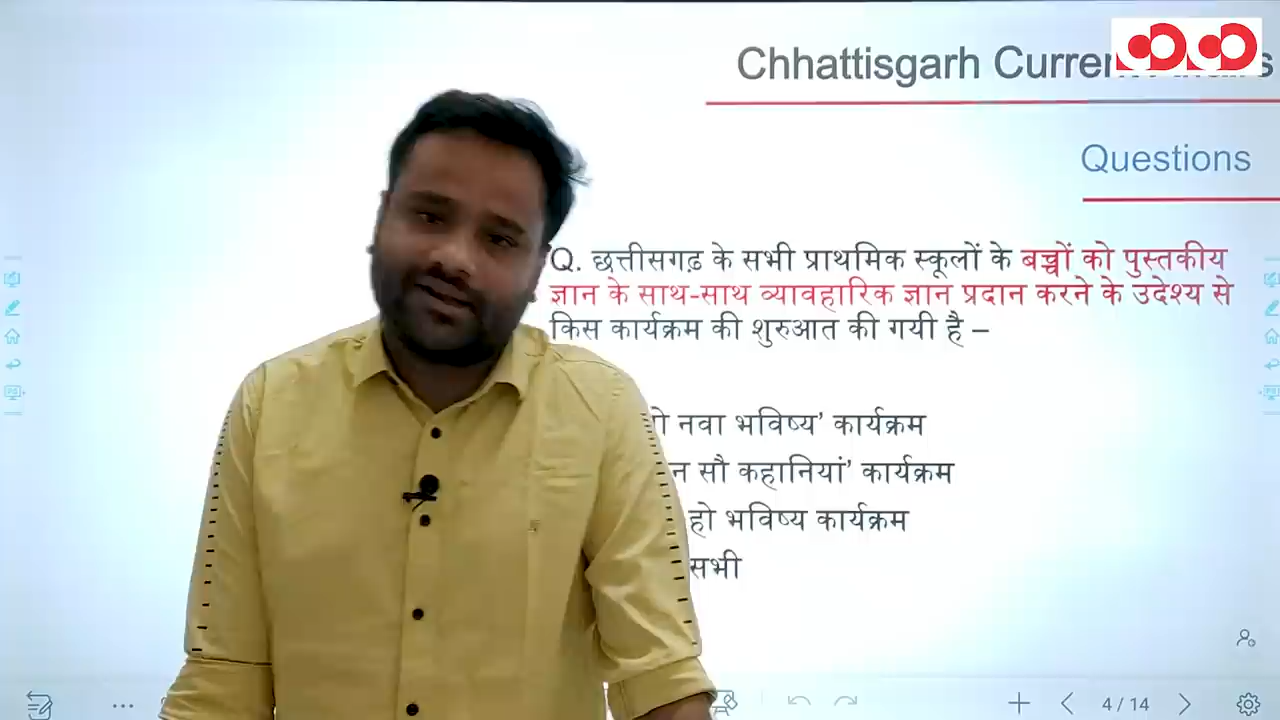 Chhattisgarh Current
Questions
Q. छत्तीसगढ़ के सभी प्राथमिक स्कूलों के बच्चों को पुस्तकीय
ज्ञान के साथ-साथ व्यावहारिक ज्ञान प्रदान करने के उदेश्य से
किस कार्यक्रम की शुरुआत की गयी है –
नवा भविष्य’ कार्यक्रम
सौ कहानियां’ कार्यक्रम
हो भविष्य कार्यक्रम
सभी
4 / 14